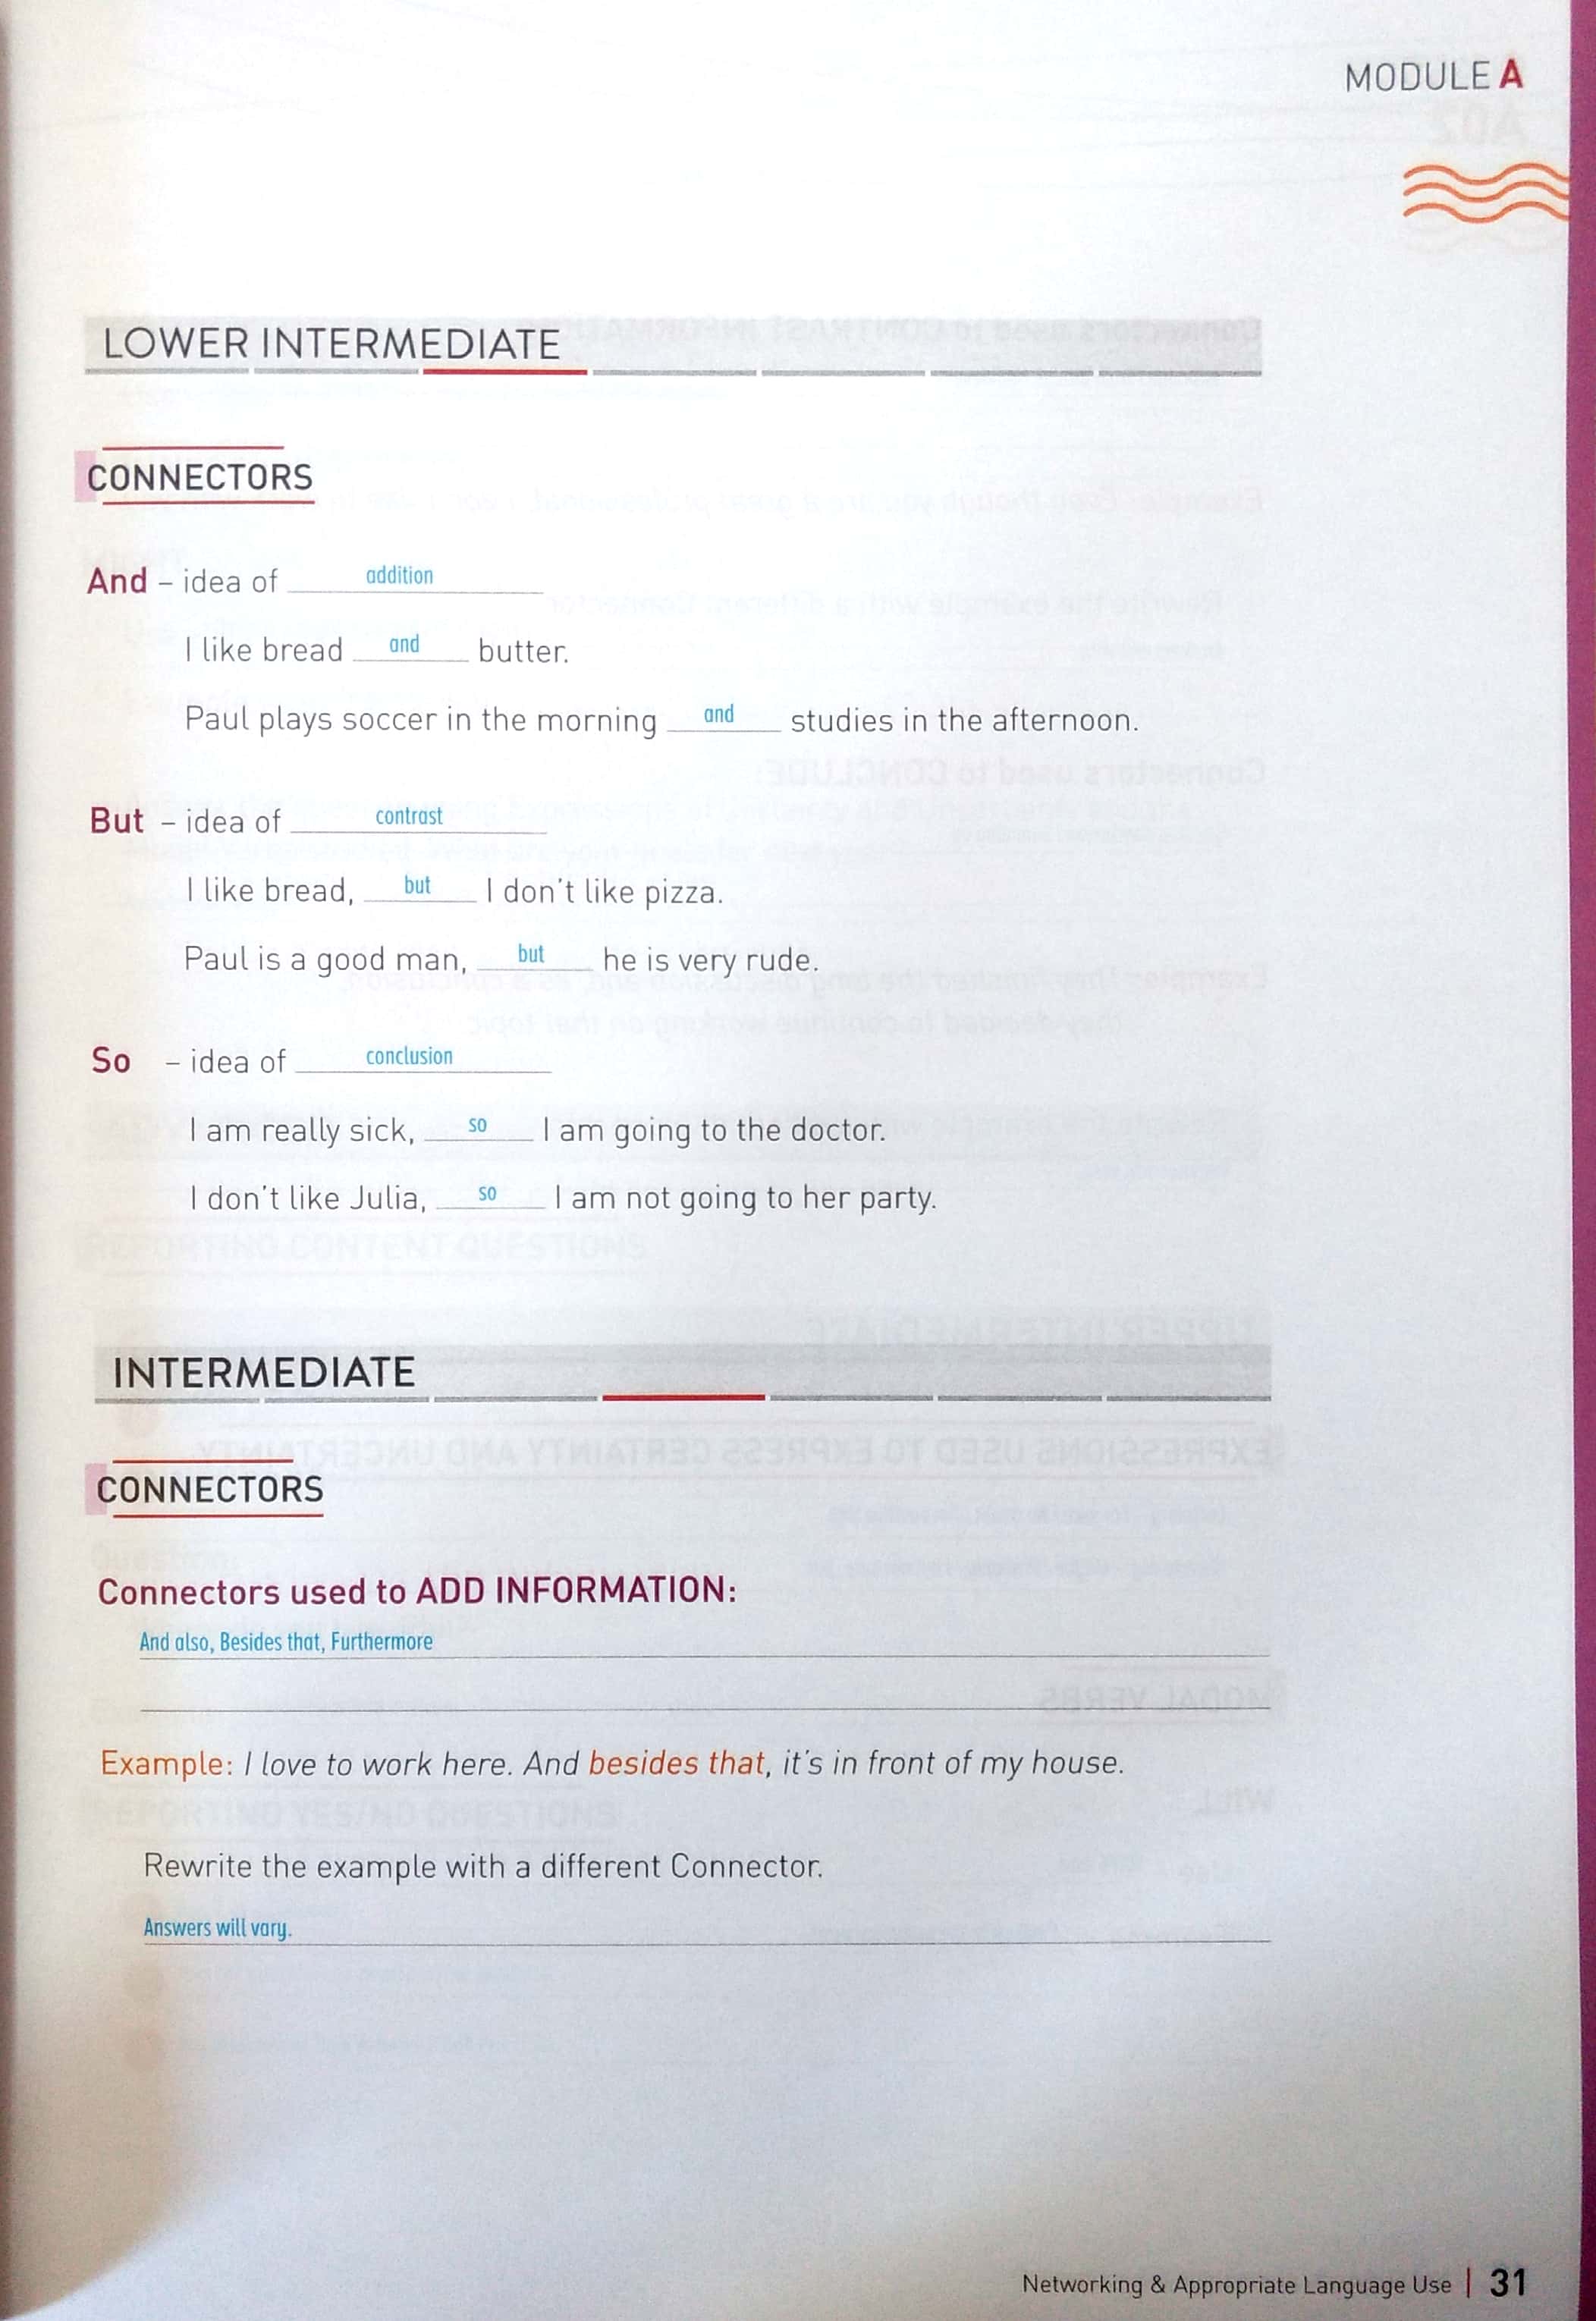 MODULE A
LOWER INTERMEDIATE
CONNECTORS
And – idea of addition
I like bread and butter.
Paul plays soccer in the morning and studies in the afternoon.
But – idea of contrast
I like bread, but I don't like pizza.
Paul is a good man, but he is very rude.
So – idea of conclusion
I am really sick, so I am going to the doctor.
I don't like Julia, so I am not going to her party.
INTERMEDIATE
CONNECTORS
Connectors used to ADD INFORMATION:
And also, Besides that, Furthermore
Example: I love to work here. And besides that, it's in front of my house.
Rewrite the example with a different Connector.
Answers will vary.
Networking & Appropriate Language Use | 31